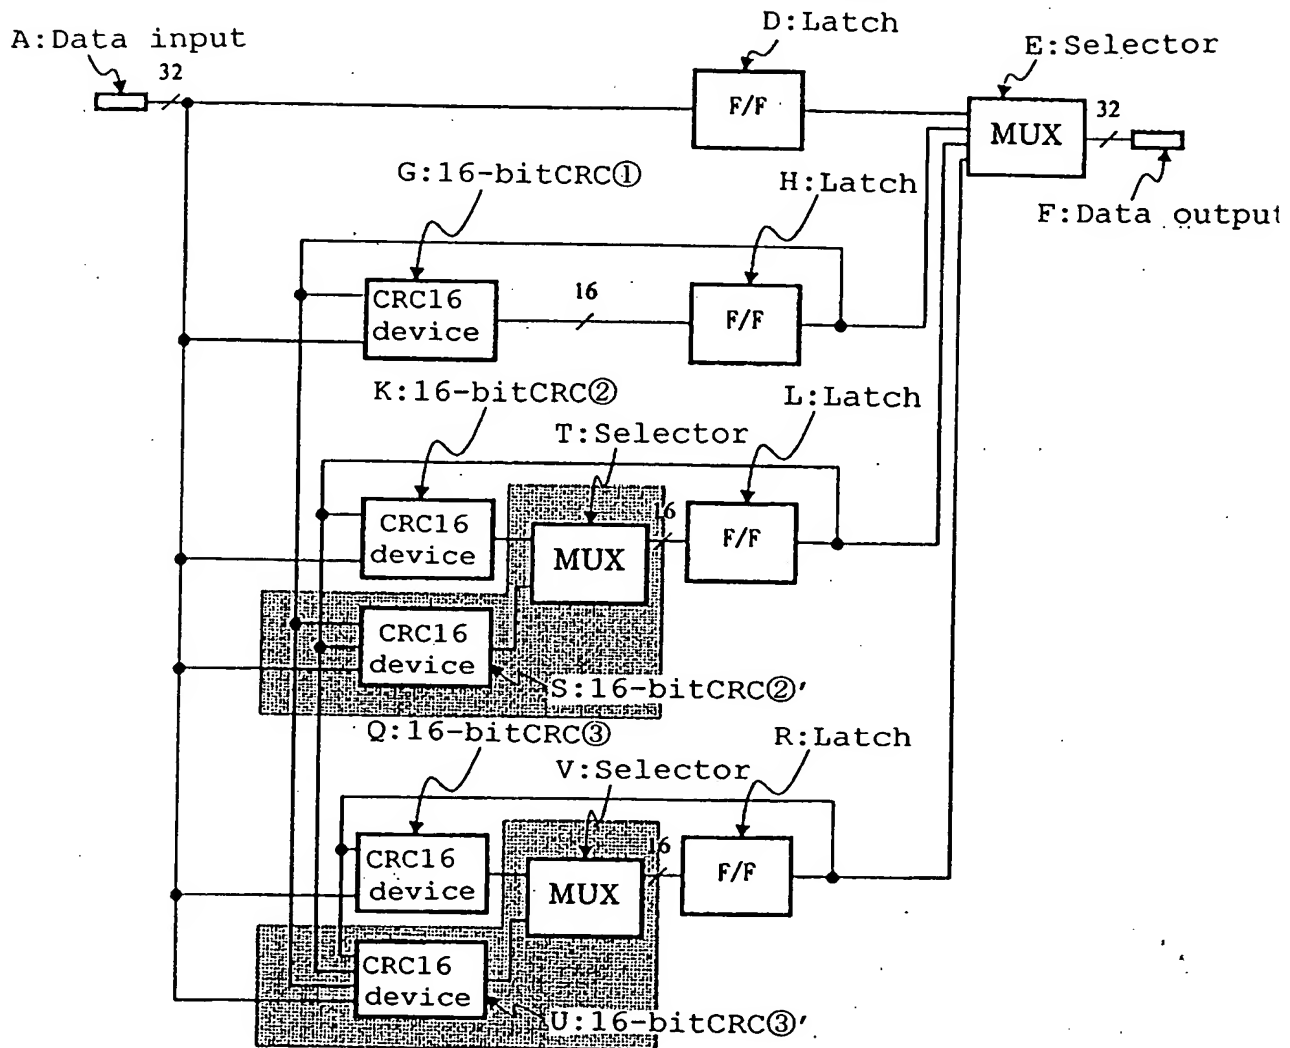 A:Data input
32
D:Latch
F/F
E:Selector
MUX
32
F:Data output
G:16-bitCRC①
H:Latch
CRC16
device
16
F/F
K:16-bitCRC②
L:Latch
T:Selector
CRC16
device
MUX
16
F/F
CRC16
device
S:16-bitCRC②′
Q:16-bitCRC③
R:Latch
V:Selector
CRC16
device
MUX
16
F/F
CRC16
device
U:16-bitCRC③′